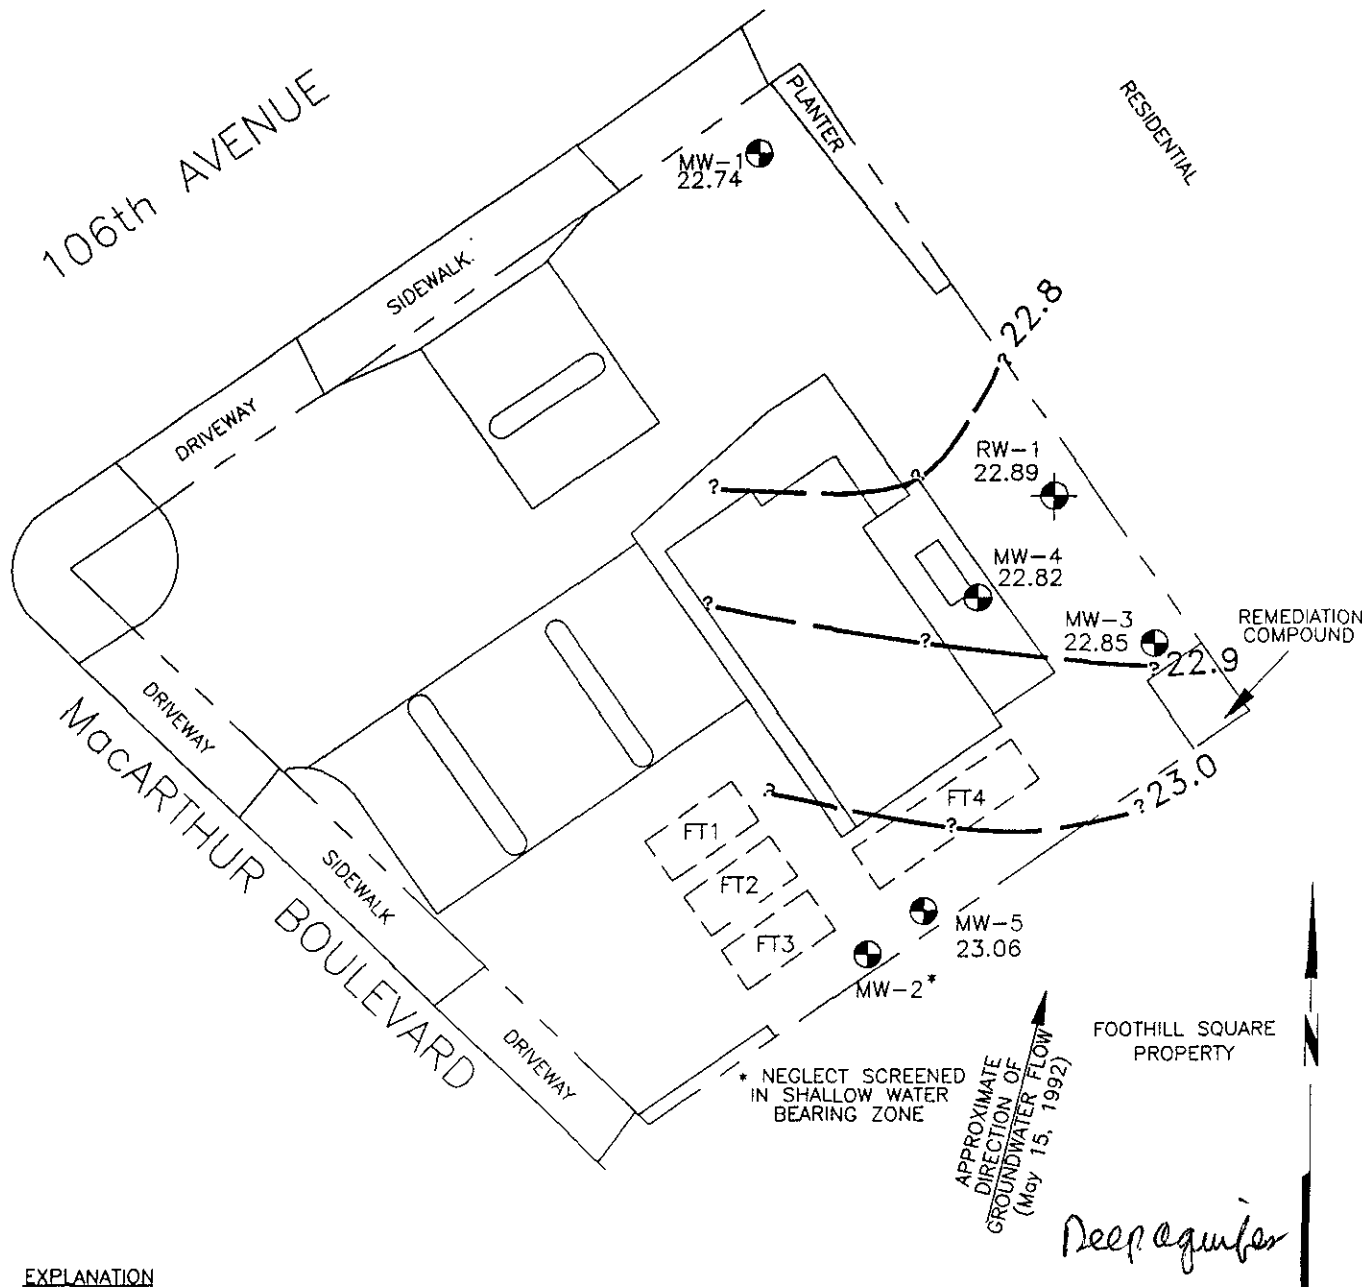 106th AVENUE
RESIDENTIAL
PLANTER
MW-1
22.74
SIDEWALK
22.8
?
DRIVEWAY
RW-1
22.89
?
?
MW-4
22.82
?
MW-3
22.85
REMEDIATION
COMPOUND
?
?
22.9
DRIVEWAY
MacARTHUR BOULEVARD
?
FT4
?
?
23.0
FT1
FT2
SIDEWALK
FT3
MW-5
23.06
MW-2*
DRIVEWAY
* NEGLECT SCREENED
IN SHALLOW WATER
BEARING ZONE
APPROXIMATE
DIRECTION OF
GROUNDWATER FLOW
(May 15, 1992)
FOOTHILL SQUARE
PROPERTY
N
Deep aquifer
EXPLANATION